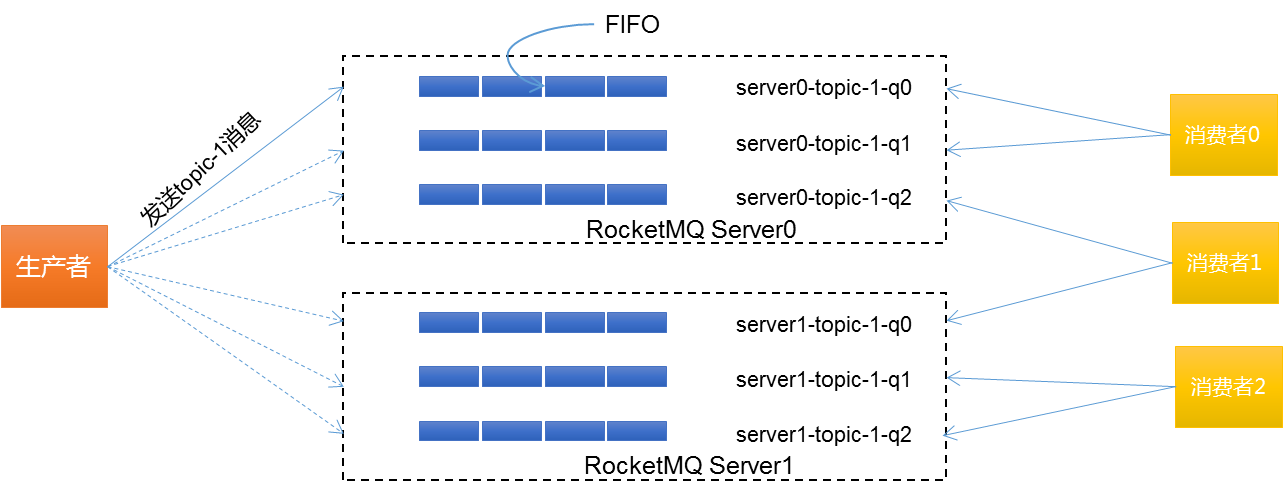 FIFO
发送topic-1消息
生产者
server0-topic-1-q0
server0-topic-1-q1
server0-topic-1-q2
RocketMQ Server0
server1-topic-1-q0
server1-topic-1-q1
server1-topic-1-q2
RocketMQ Server1
消费者0
消费者1
消费者2